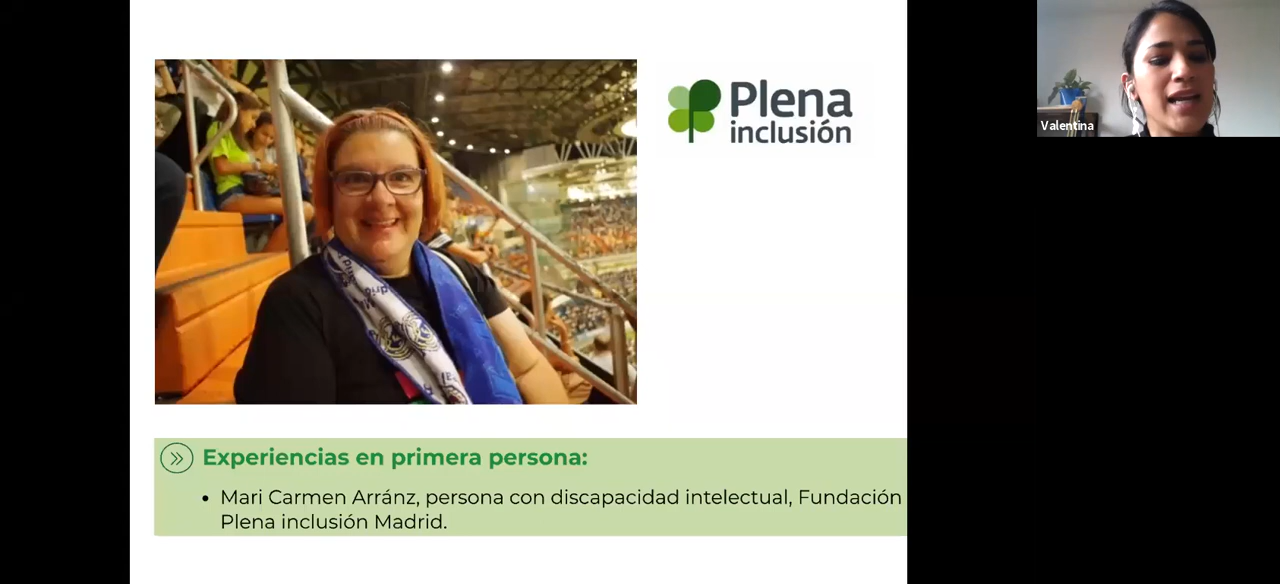 Plena
inclusión
Valentina
Experiencias en primera persona:
• Mari Carmen Arránz, persona con discapacidad intelectual, Fundación
Plena inclusión Madrid.